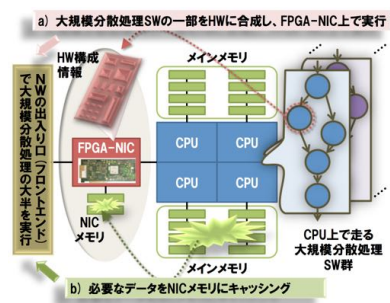 a) 大規模分散処理SWの一部をHWに合成し、FPGA-NIC上で実行
HW構成
情報
メインメモリ
NWの出入り口(フロントエンド)
で大規模分散処理の大半を実行
FPGA-NIC
CPU
CPU
CPU
CPU
NIC
メモリ
メインメモリ
CPU上で走る
大規模分散処理
SW群
b) 必要なデータをNICメモリにキャッシング